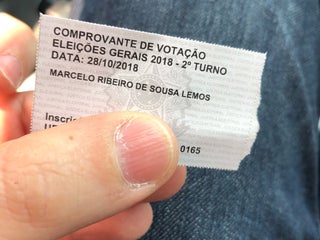 COMPROVANTE DE VOTAÇÃO
ELEIÇÕES GERAIS 2018 - 2º TURNO
DATA: 28/10/2018
MARCELO RIBEIRO DE SOUSA LEMOS
0165